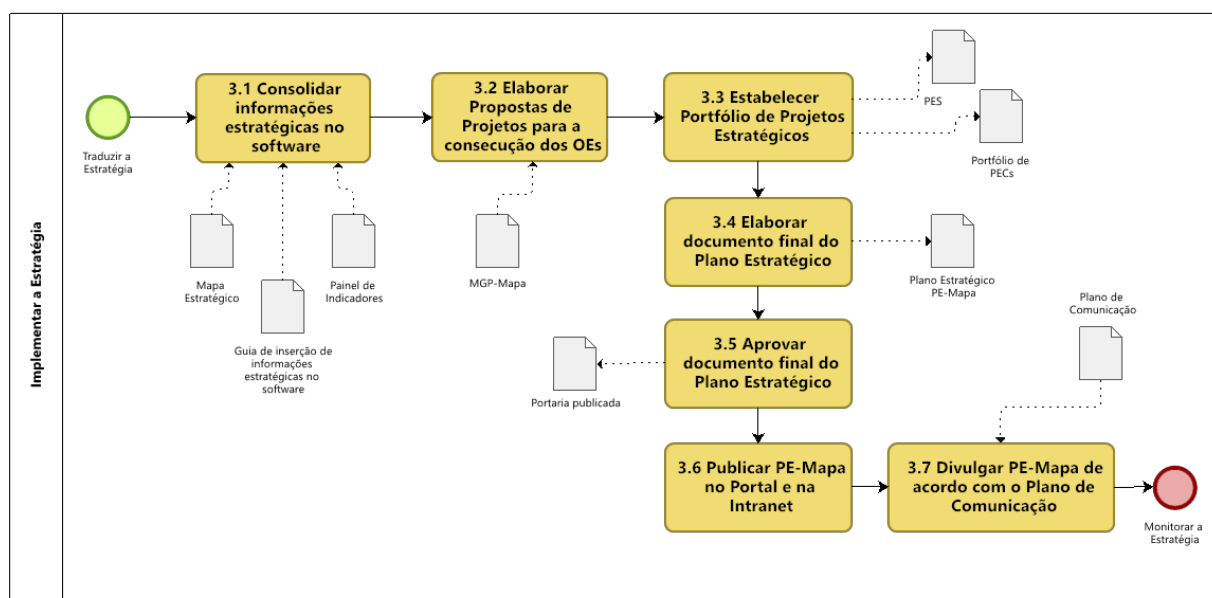 Implementar a Estratégia
Traduzir a
Estratégia
3.1 Consolidar
informações
estratégicas no
software
Mapa
Estratégico
Guia de inserção de
informações
estratégicas no
software
Painel de
Indicadores
3.2 Elaborar
Propostas de
Projetos para a
consecução dos OEs
MGP-Mapa
3.3 Estabelecer
Portfólio de Projetos
Estratégicos
PES
Portfólio de
PECs
3.4 Elaborar
documento final do
Plano Estratégico
Plano Estratégico
PE-Mapa
3.5 Aprovar
documento final do
Plano Estratégico
Portaria publicada
3.6 Publicar PE-Mapa
no Portal e na
Intranet
Plano de
Comunicação
3.7 Divulgar PE-Mapa de
acordo com o Plano de
Comunicação
Monitorar a
Estratégia